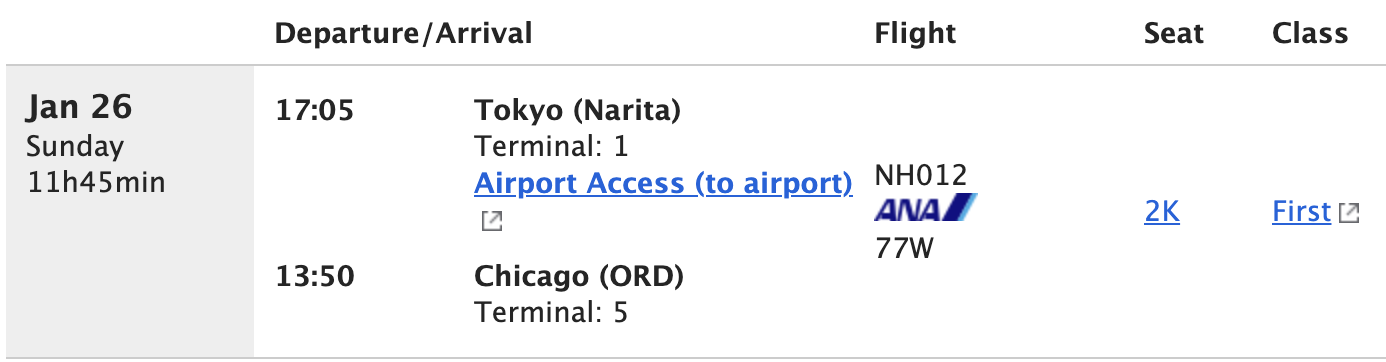 Departure/Arrival Flight Seat Class
Jan 26
Sunday
11h45min
17:05 Tokyo (Narita)
Terminal: 1
Airport Access (to airport)
13:50 Chicago (ORD)
Terminal: 5
NH012
ANA
77W
2K
First